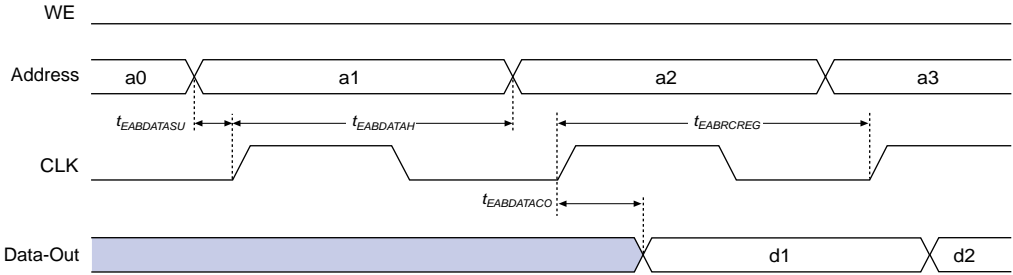 WE
Address a0 a1 a2 a3
tEABDATASU tEABDATAH tEABRCREG
CLK
tEABDATACO
Data-Out d1 d2